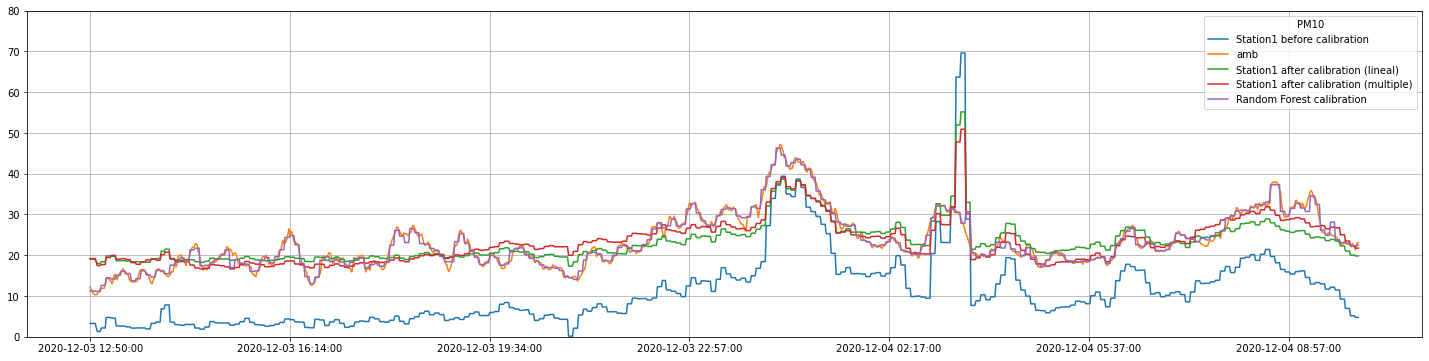 80
70
60
50
40
30
20
10
0
PM10
Station1 before calibration
amb
Station1 after calibration (lineal)
Station1 after calibration (multiple)
Random Forest calibration
2020-12-03 12:50:00 2020-12-03 16:14:00 2020-12-03 19:34:00 2020-12-03 22:57:00 2020-12-04 02:17:00 2020-12-04 05:37:00 2020-12-04 08:57:00